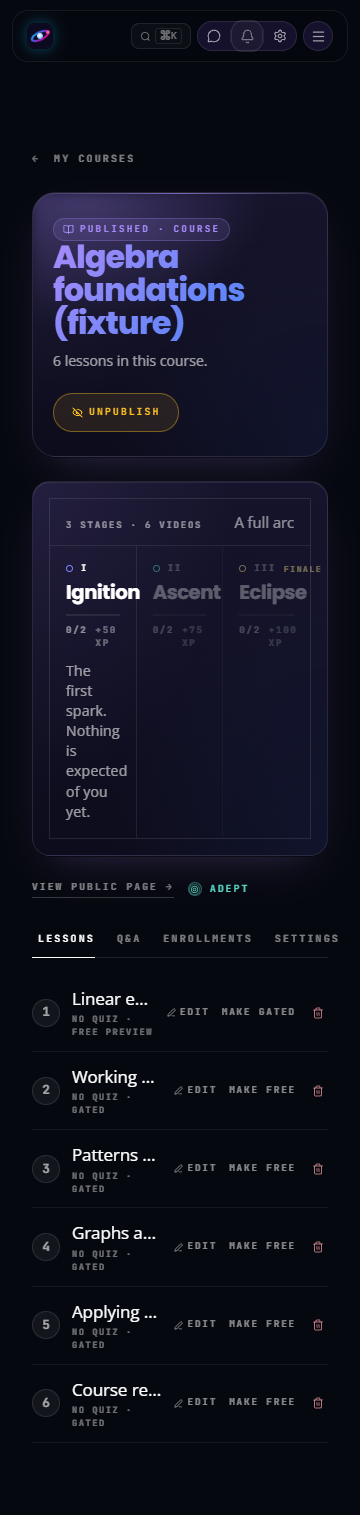 ⌘K
← MY COURSES
PUBLISHED · COURSE
Algebra
foundations
(fixture)
6 lessons in this course.
UNPUBLISH
3 STAGES · 6 VIDEOS A full arc
I
Ignition
0/2 +50
XP
The
first
spark.
Nothing
is
expected
of you
yet.
II
Ascent
0/2 +75
XP
III FINALE
Eclipse
0/2 +100
XP
VIEW PUBLIC PAGE → ADEPT
LESSONS Q&A ENROLLMENTS SETTINGS
1 Linear e... EDIT MAKE GATED
NO QUIZ ·
FREE PREVIEW
2 Working ... EDIT MAKE FREE
NO QUIZ ·
GATED
3 Patterns ... EDIT MAKE FREE
NO QUIZ ·
GATED
4 Graphs a... EDIT MAKE FREE
NO QUIZ ·
GATED
5 Applying ... EDIT MAKE FREE
NO QUIZ ·
GATED
6 Course re... EDIT MAKE FREE
NO QUIZ ·
GATED